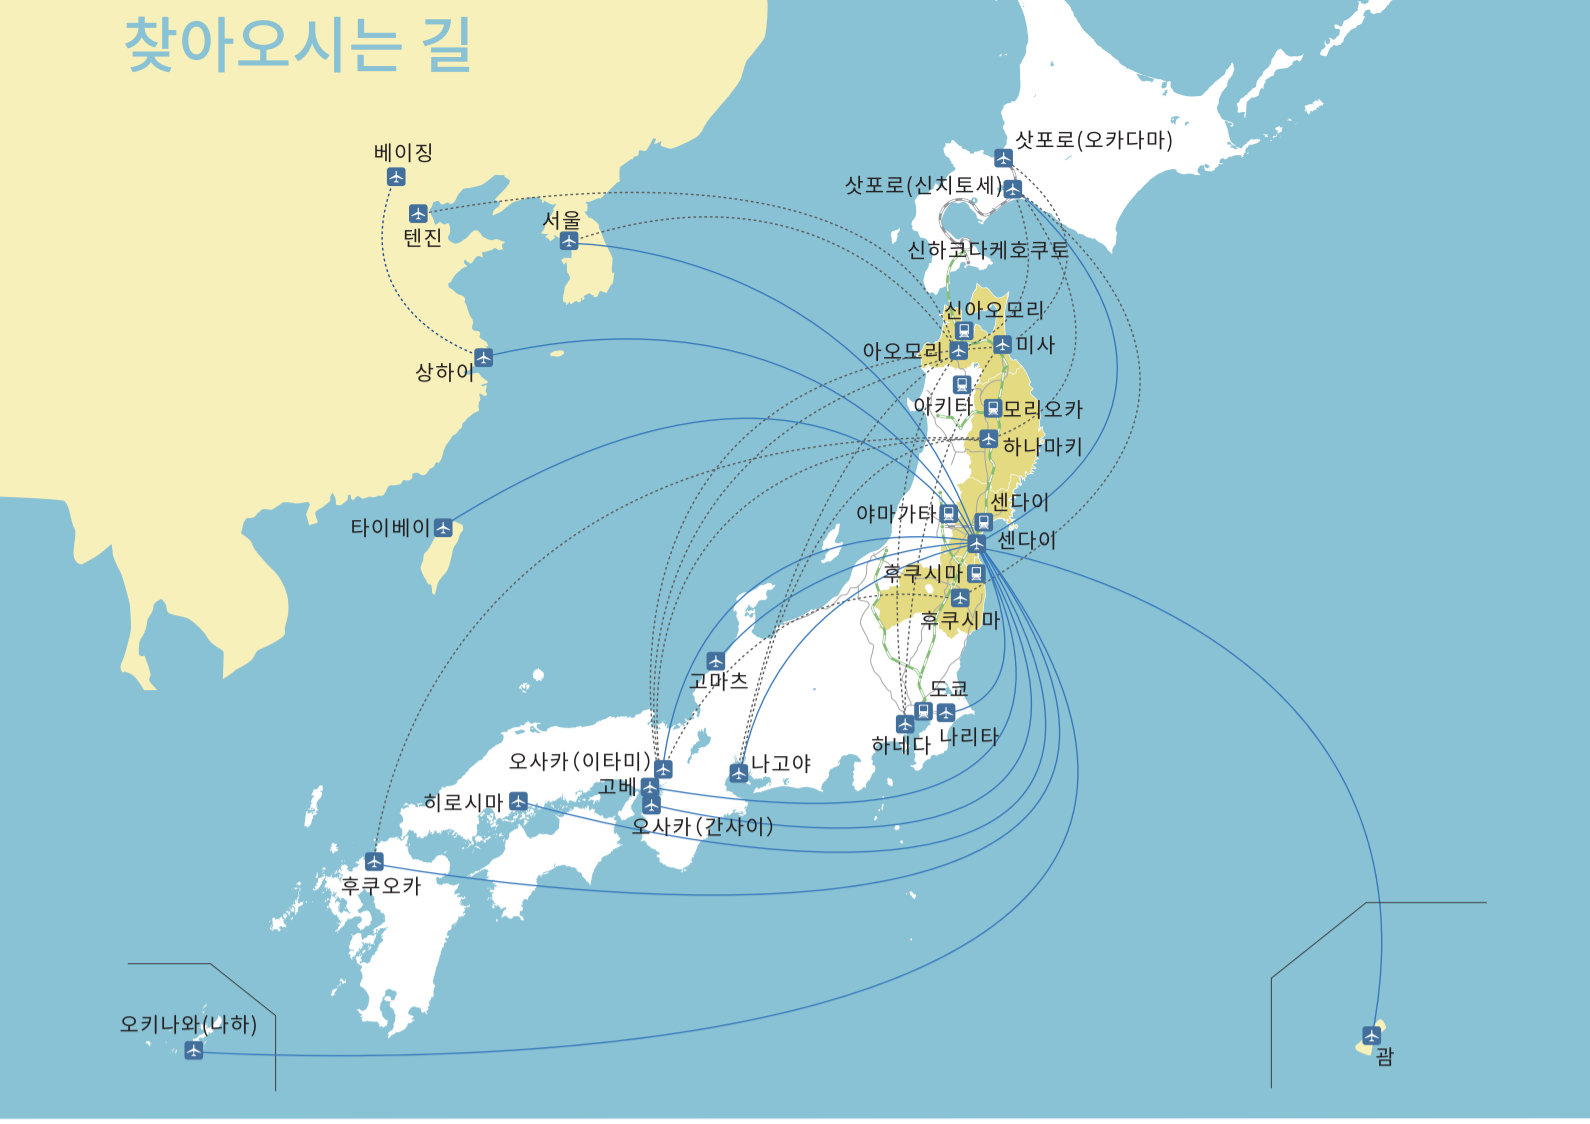 찾아오시는 길
삿포로(오카다마)
베이징
삿포로(신치토세)
서울
텐진
신하코다케호쿠토
신아오모리
아오모리
미사
상하이
아키타
모리오카
하나마키
센다이
야마가타
타이베이
센다이
후쿠시마
후쿠시마
고마츠
도쿄
하네다
나리타
오사카(이타미)
나고야
고베
히로시마
오사카(간사이)
후쿠오카
오키나와(나하)
괌